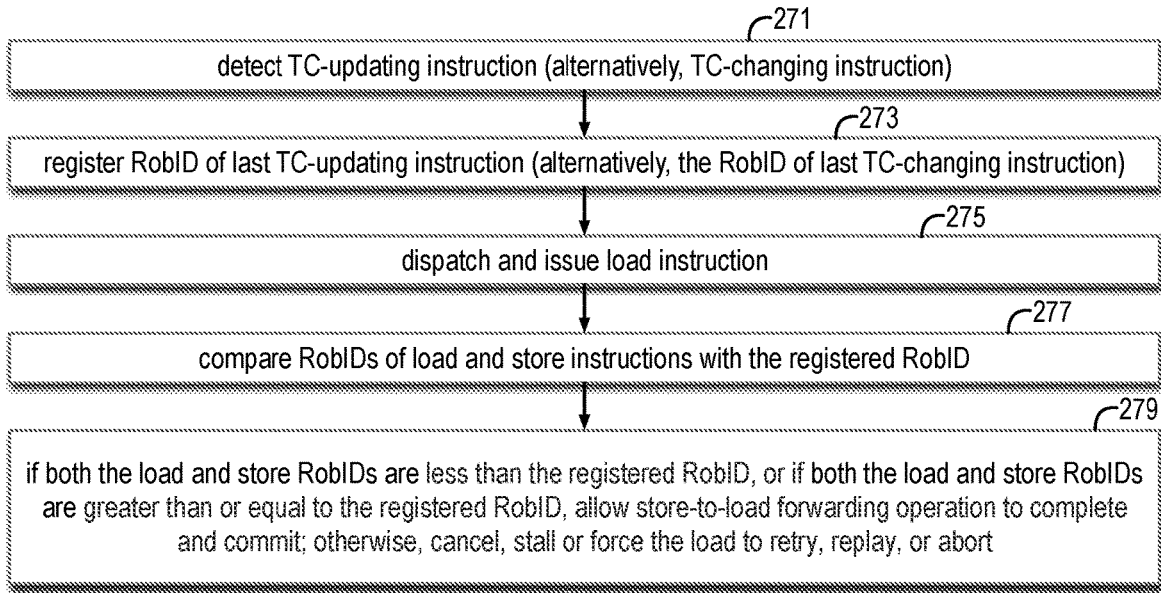 271
detect TC-updating instruction (alternatively, TC-changing instruction)
273
register RobID of last TC-updating instruction (alternatively, the RobID of last TC-changing instruction)
275
dispatch and issue load instruction
277
compare RobIDs of load and store instructions with the registered RobID
279
if both the load and store RobIDs are less than the registered RobID, or if both the load and store RobIDs
are greater than or equal to the registered RobID, allow store-to-load forwarding operation to complete
and commit; otherwise, cancel, stall or force the load to retry, replay, or abort